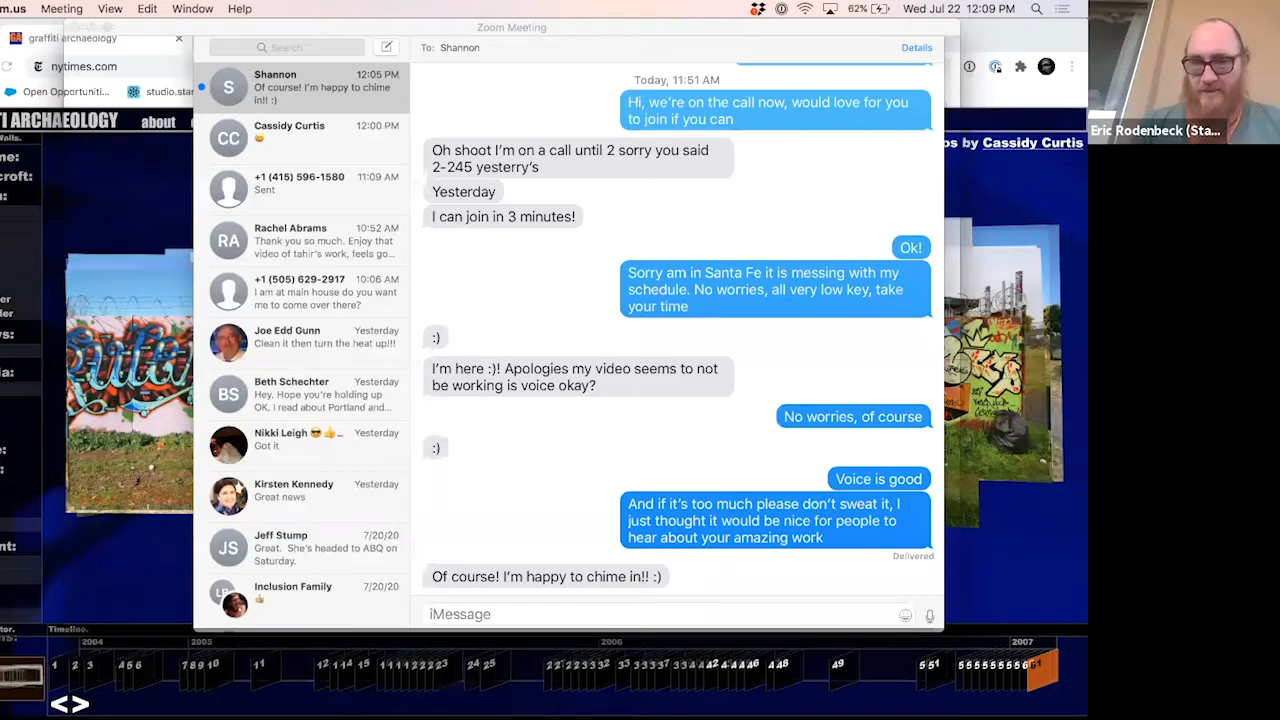 m.us Meeting View Edit Window Help
62% Wed Jul 22 12:09 PM
graffiti archaeology
Zoom Meeting
nytimes.com
Open Opportunities...
studio.star
TI ARCHAEOLOGY about
os by Cassidy Curtis
Eric Rodenbeck (Sta...
Search
Shannon 12:05 PM
Of course! I'm happy to chime
in!! :)
Cassidy Curtis 12:00 PM
+1 (415) 596-1580 11:09 AM
Sent
Rachel Abrams 10:52 AM
Thank you so much. Enjoy that
video of tahir's work, feels go...
+1 (505) 629-2917 10:06 AM
I am at main house do you want
me to come over there?
Joe Edd Gunn Yesterday
Clean it then turn the heat up!!!
Beth Schechter Yesterday
Hey. Hope you're holding up
OK. I read about Portland and...
Nikki Leigh 😎👍... Yesterday
Got it
Kirsten Kennedy Yesterday
Great news
Jeff Stump 7/20/20
Great. She's headed to ABQ on
Saturday.
Inclusion Family 7/20/20
👍
To: Shannon Details
Today, 11:51 AM
Hi, we're on the call now, would love for you
to join if you can
Oh shoot I'm on a call until 2 sorry you said
2-245 yesterry's
Yesterday
I can join in 3 minutes!
Ok!
Sorry am in Santa Fe it is messing with my
schedule. No worries, all very low key, take
your time
:)
I'm here :)! Apologies my video seems to not
be working is voice okay?
No worries, of course
:)
Voice is good
And if it's too much please don't sweat it, I
just thought it would be nice for people to
hear about your amazing work
Delivered
Of course! I'm happy to chime in!! :)
iMessage
Timeline.
2004 2005 2006 2007